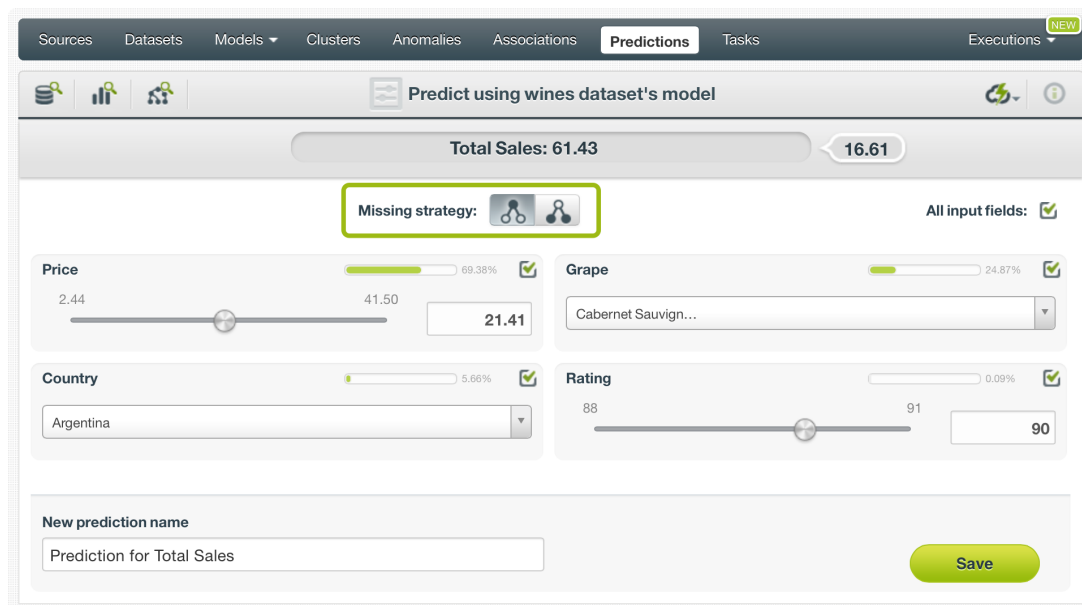 Sources Datasets Models Clusters Anomalies Associations Predictions Tasks Executions NEW
Predict using wines dataset's model
Total Sales: 61.43 16.61
Missing strategy: All input fields:
Price 69.38%
2.44 41.50
21.41
Grape 24.87%
Cabernet Sauvign...
Country 5.66%
Argentina
Rating 0.09%
88 91
90
New prediction name
Prediction for Total Sales
Save